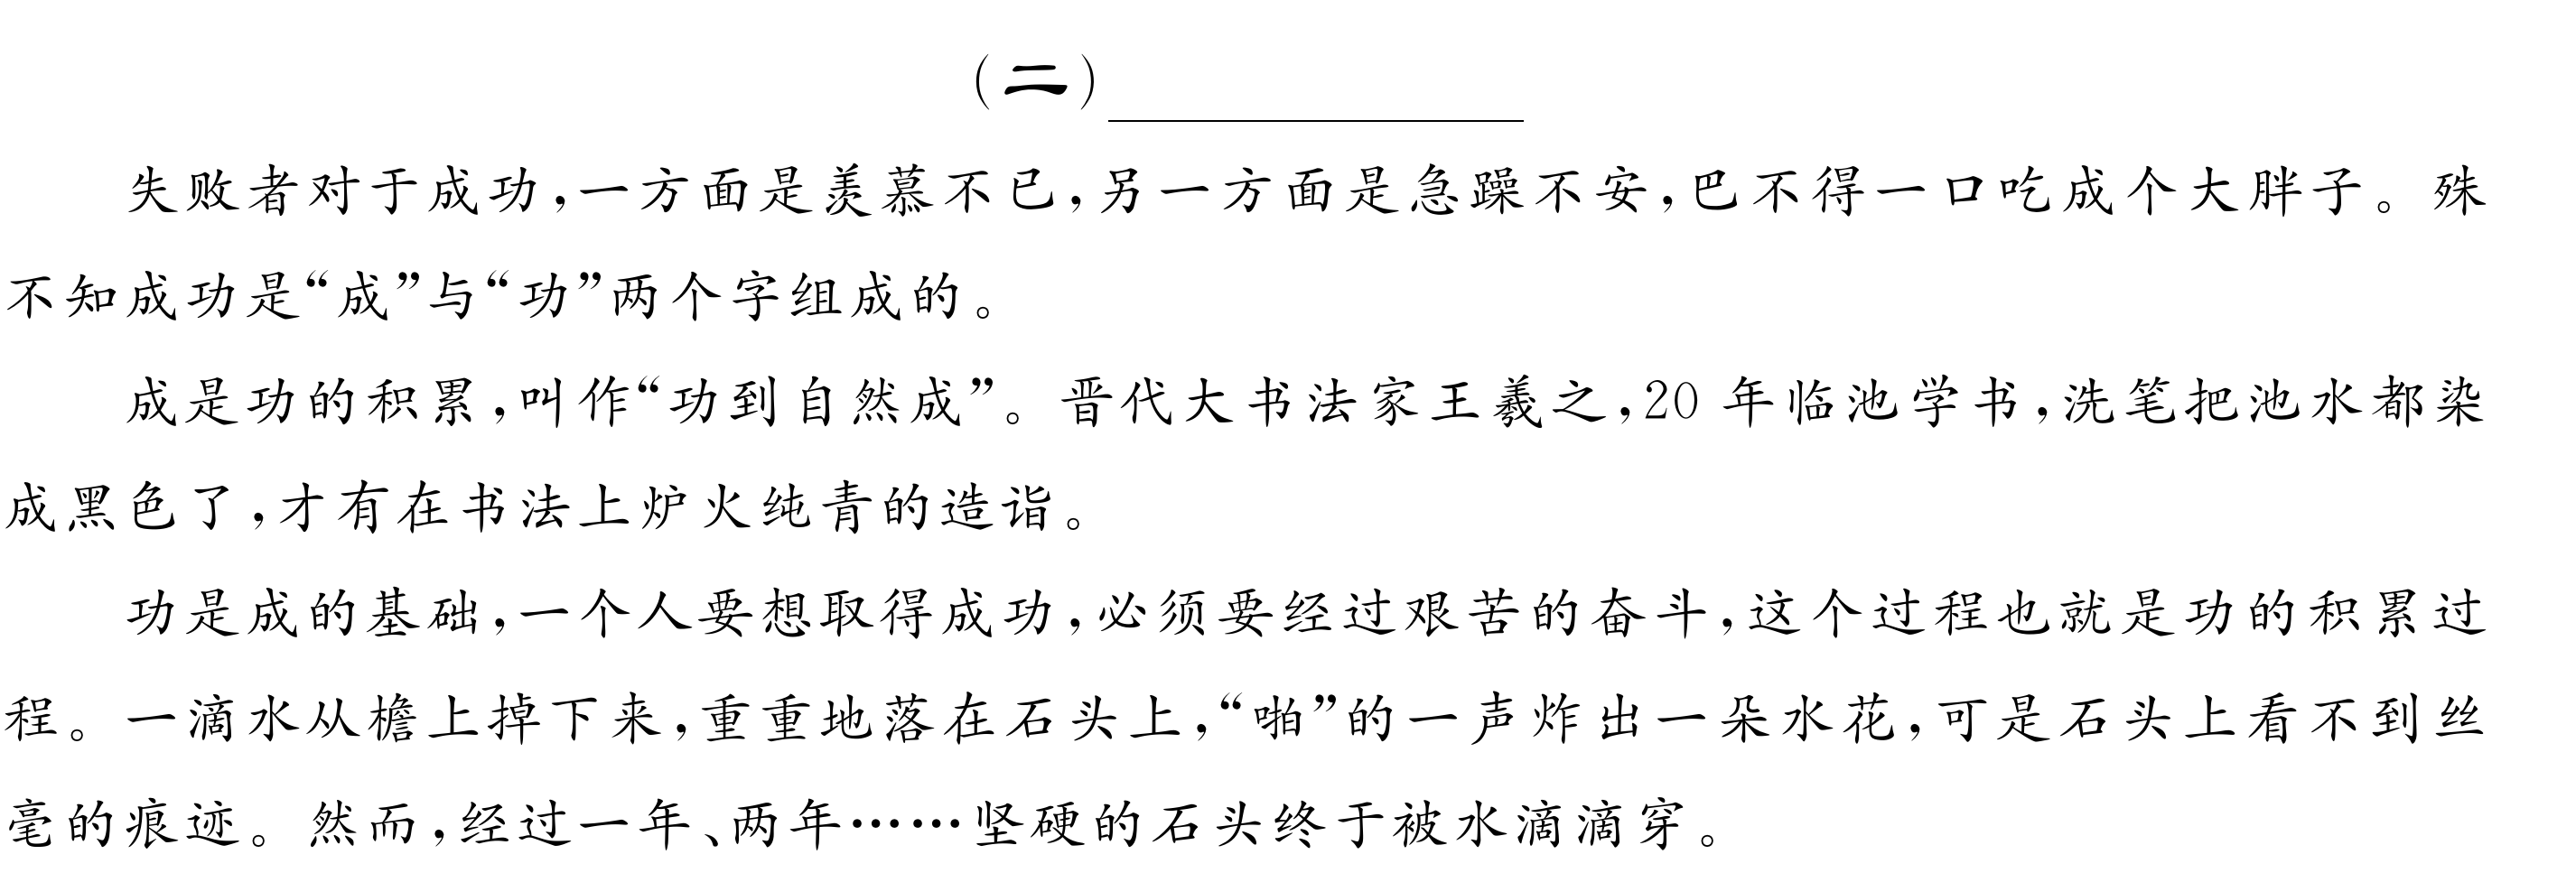 （二）
失败者对于成功，一方面是羡慕不已，另一方面是急躁不安，巴不得一口吃成个大胖子。殊
不知成功是“成”与“功”两个字组成的。
成是功的积累，叫作“功到自然成”。晋代大书法家王羲之，20 年临池学书，洗笔把池水都染
成黑色了，才有在书法上炉火纯青的造诣。
功是成的基础，一个人要想取得成功，必须要经过艰苦的奋斗，这个过程也就是功的积累过
程。一滴水从檐上掉下来，重重地落在石头上，“啪”的一声炸出一朵水花，可是石头上看不到丝
毫的痕迹。然而，经过一年、两年……坚硬的石头终于被水滴滴穿。